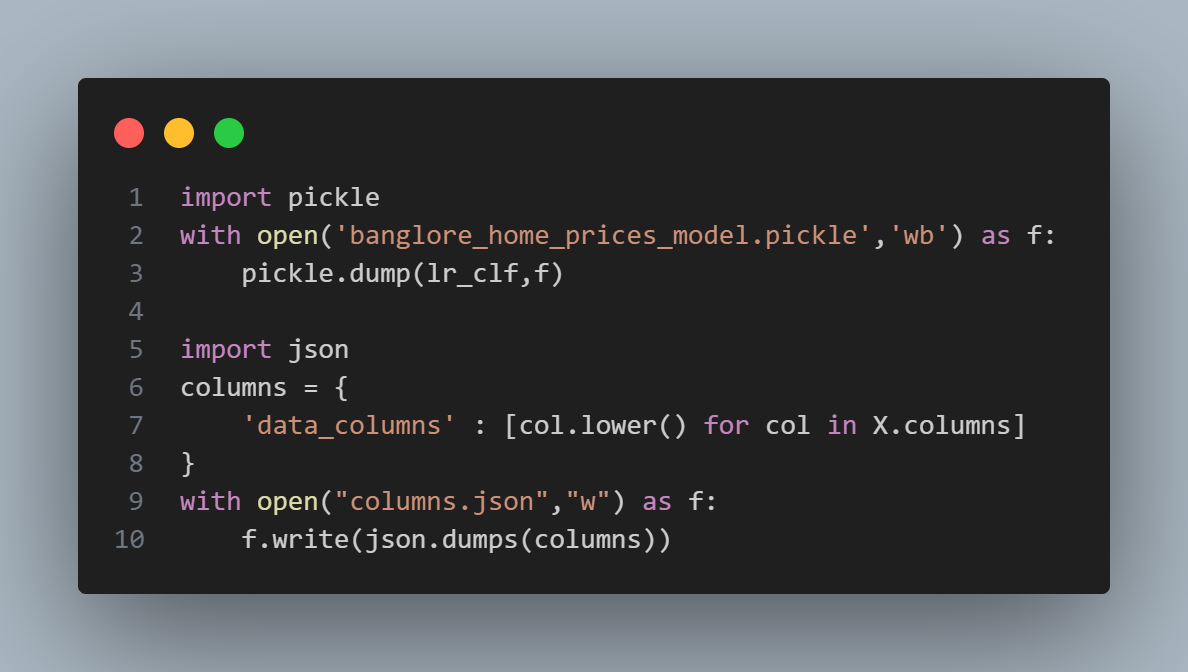 1 import pickle
2 with open('banglore_home_prices_model.pickle','wb') as f:
3     pickle.dump(lr_clf,f)
4
5 import json
6 columns = {
7     'data_columns' : [col.lower() for col in X.columns]
8 }
9 with open("columns.json","w") as f:
10     f.write(json.dumps(columns))